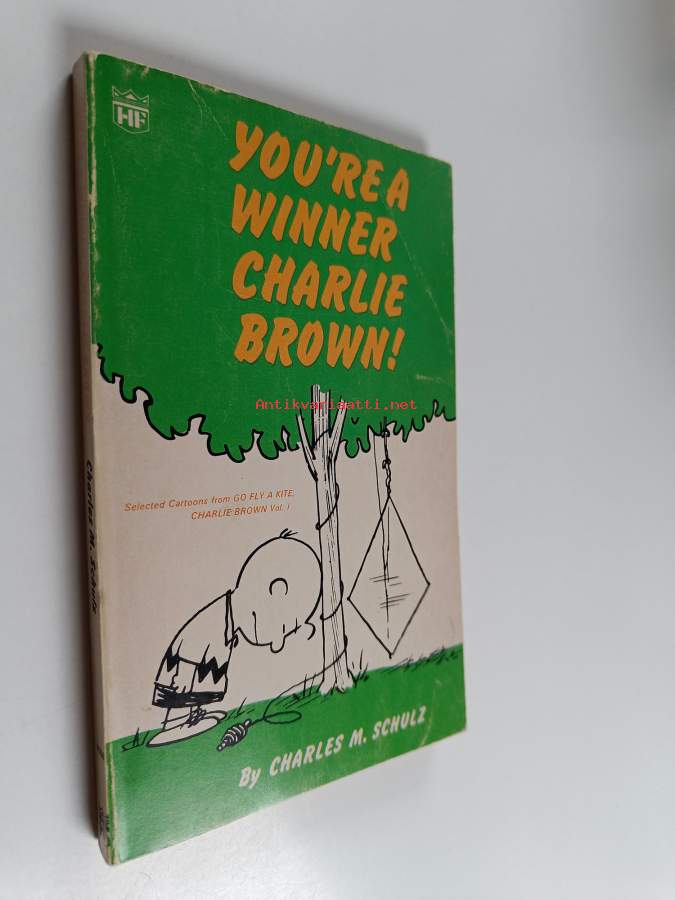 HF
YOU'RE A
WINNER
CHARLIE
BROWN!
Antikvariaatti.net
Selected Cartoons from GO FLY A KITE,
CHARLIE BROWN Vol. 1
Charles M. Schulz
By CHARLES M. SCHULZ